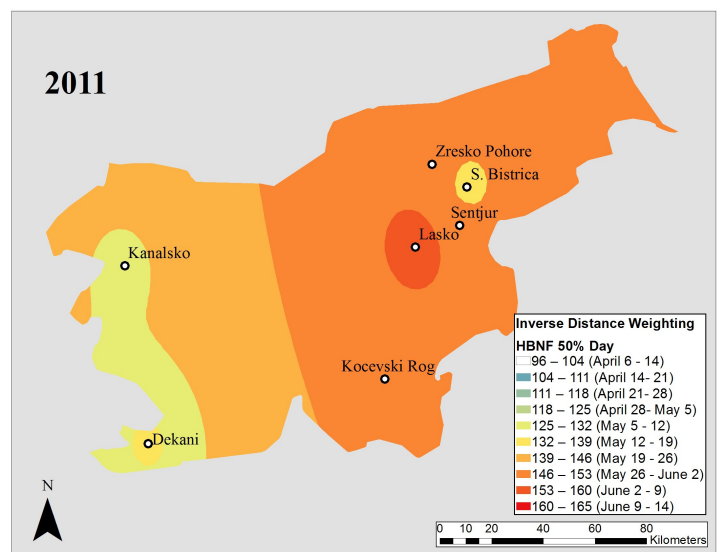 2011
Zresko Pohore
S. Bistrica
Sentjur
Lasko
Kanalsko
Kocevski Rog
Dekani
Inverse Distance Weighting
HBNF 50% Day
96 – 104 (April 6 - 14)
104 – 111 (April 14- 21)
111 – 118 (April 21- 28)
118 – 125 (April 28- May 5)
125 – 132 (May 5 - 12)
132 – 139 (May 12 - 19)
139 – 146 (May 19 - 26)
146 – 153 (May 26 - June 2)
153 – 160 (June 2 - 9)
160 – 165 (June 9 - 14)
N
0 10 20 40 60 80
Kilometers